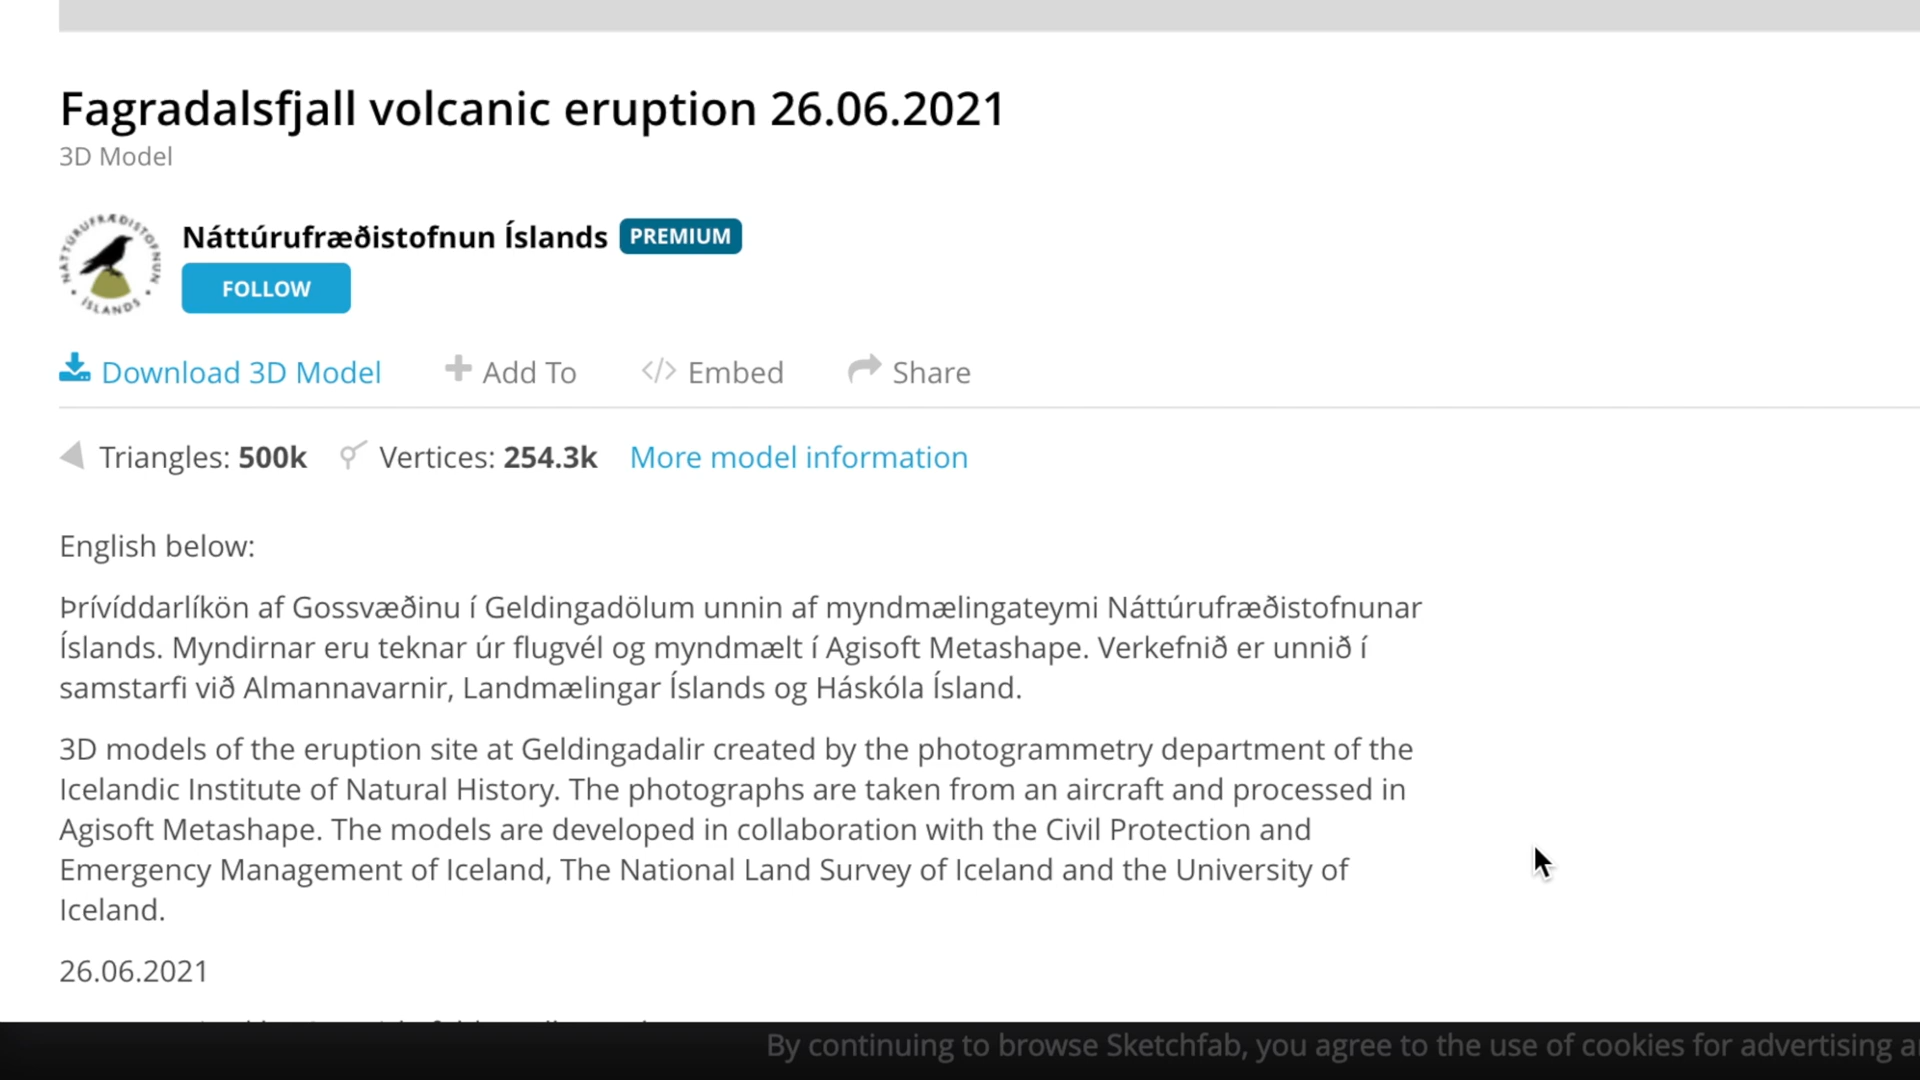 Fagradalsfjall volcanic eruption 26.06.2021
3D Model
NÁTTÚRUFRÆÐISTOFNUN • ÍSLANDS •
Náttúrufræðistofnun Íslands PREMIUM
FOLLOW
Download 3D Model Add To </> Embed Share
Triangles: 500k Vertices: 254.3k More model information
English below:
Þrívíddarlíkön af Gossvæðinu í Geldingadölum unnin af myndmælingateymi Náttúrufræðistofnunar
Íslands. Myndirnar eru teknar úr flugvél og myndmælt í Agisoft Metashape. Verkefnið er unnið í
samstarfi við Almannavarnir, Landmælingar Íslands og Háskóla Ísland.
3D models of the eruption site at Geldingadalir created by the photogrammetry department of the
Icelandic Institute of Natural History. The photographs are taken from an aircraft and processed in
Agisoft Metashape. The models are developed in collaboration with the Civil Protection and
Emergency Management of Iceland, The National Land Survey of Iceland and the University of
Iceland.
26.06.2021
By continuing to browse Sketchfab, you agree to the use of cookies for advertising